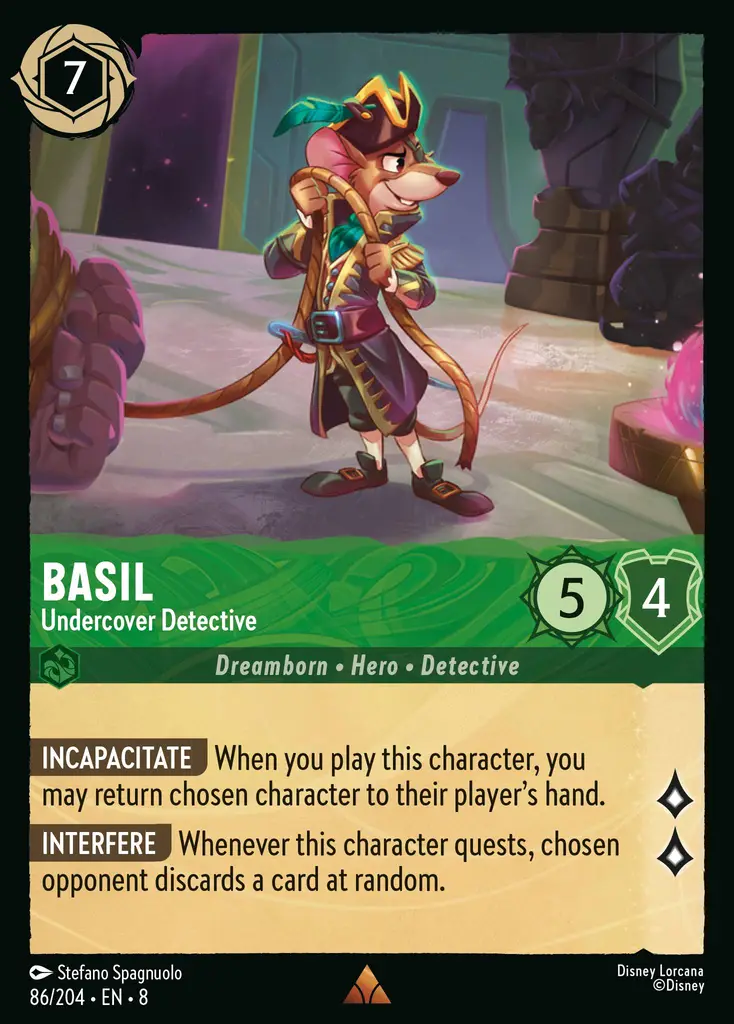 7
BASIL
Undercover Detective
5
4
Dreamborn • Hero • Detective
INCAPACITATE When you play this character, you
may return chosen character to their player's hand.
INTERFERE Whenever this character quests, chosen
opponent discards a card at random.
Stefano Spagnuolo
86/204 • EN • 8
Disney Lorcana
©Disney